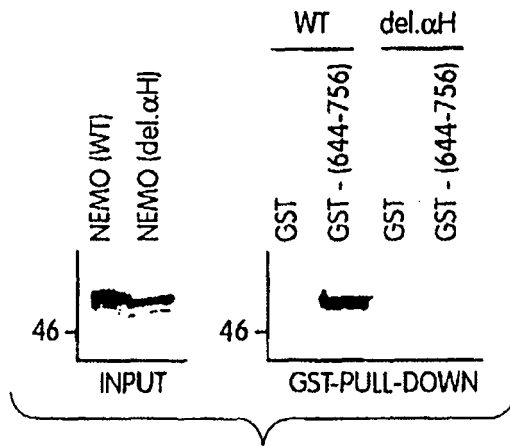 WT
del.αH
NEMO (WT)
NEMO (del.αH)
GST
GST - (644-756)
GST
GST - (644-756)
46
46
INPUT
GST-PULL-DOWN